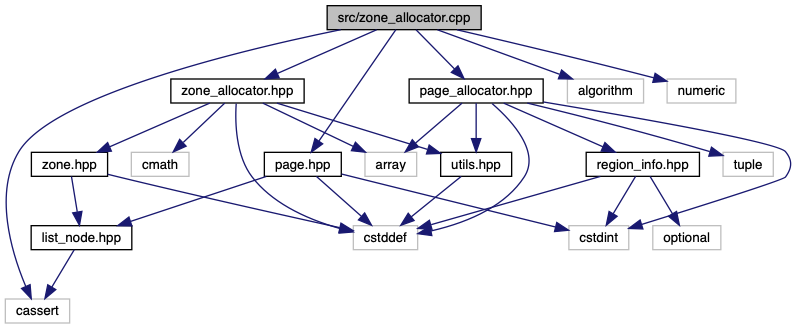 src/zone_allocator.cpp
zone_allocator.hpp
page_allocator.hpp
algorithm
numeric
zone.hpp
cmath
page.hpp
array
utils.hpp
region_info.hpp
tuple
list_node.hpp
cstddef
cstdint
optional
cassert